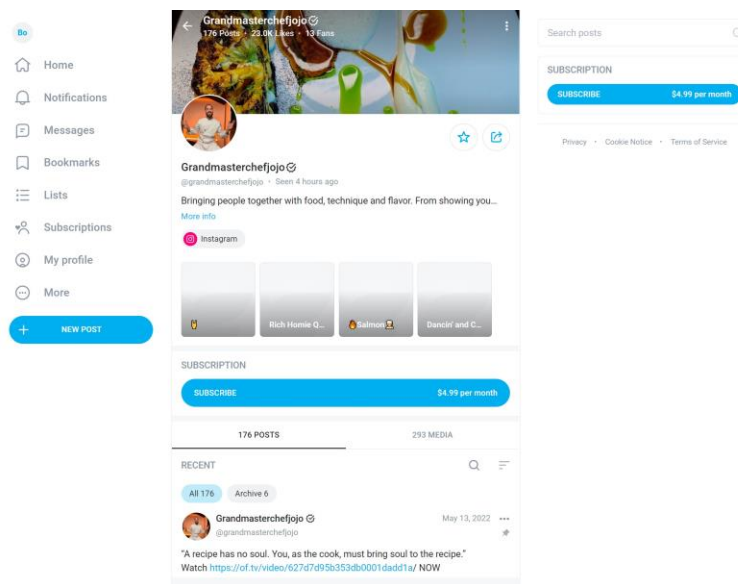 Bo
Home
Notifications
Messages
Bookmarks
Lists
Subscriptions
My profile
More
+ NEW POST
Grandmasterchefjojo
176 Posts • 23.0K Likes • 13 Fans
Grandmasterchefjojo
@grandmasterchefjojo • Seen 4 hours ago
Bringing people together with food, technique and flavor. From showing you...
More info
Instagram
Rich Homie Q...
🔥Salmon👨‍🍳
Dancin' and C...
SUBSCRIPTION
SUBSCRIBE $4.99 per month
176 POSTS 293 MEDIA
RECENT
All 176 Archive 6
Grandmasterchefjojo May 13, 2022
@grandmasterchefjojo
"A recipe has no soul. You, as the cook, must bring soul to the recipe."
Watch https://of.tv/video/627d7d95b353db0001dadd1a/ NOW
Search posts
SUBSCRIPTION
SUBSCRIBE $4.99 per month
Privacy • Cookie Notice • Terms of Service